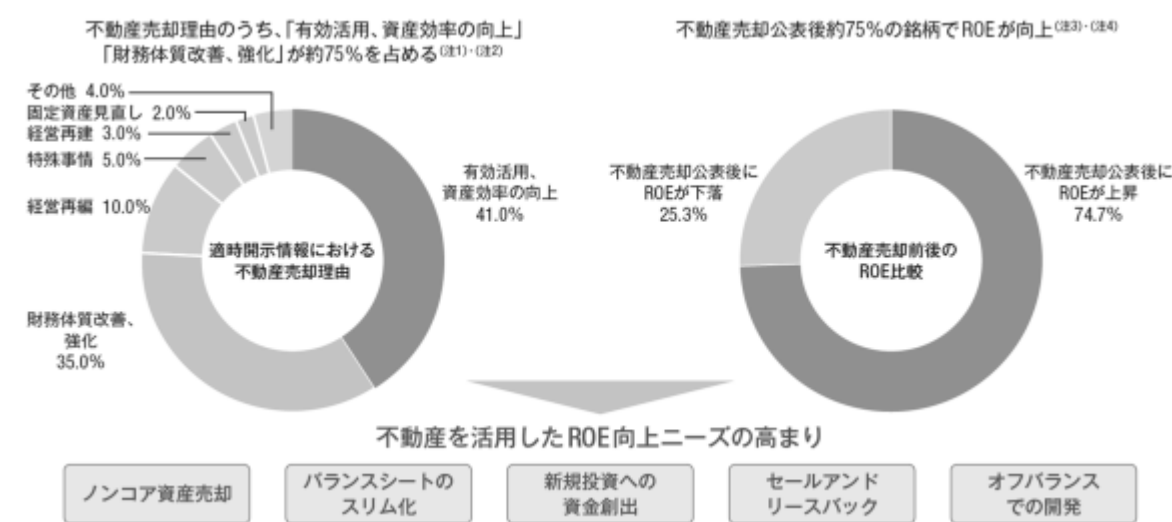 不動産売却理由のうち、「有効活用、資産効率の向上」
「財務体質改善、強化」が約75%を占める(注1)・(注2)
その他 4.0%
固定資産見直し 2.0%
経営再建 3.0%
特殊事情 5.0%
経営再編 10.0%
財務体質改善、
強化
35.0%
有効活用、
資産効率の向上
41.0%
適時開示情報における
不動産売却理由
不動産売却公表後約75%の銘柄でROEが向上(注3)・(注4)
不動産売却公表後に
ROEが下落
25.3%
不動産売却公表後に
ROEが上昇
74.7%
不動産売却前後の
ROE比較
不動産を活用したROE向上ニーズの高まり
ノンコア資産売却
バランスシートの
スリム化
新規投資への
資金創出
セールアンド
リースバック
オフバランス
での開発